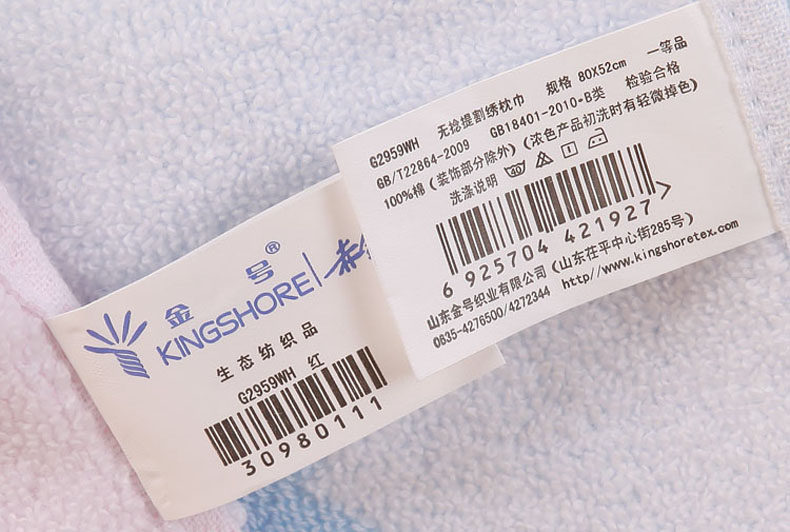 G2959WH 无捻提割绣枕巾 规格 80X52cm 一等品
GB/T22864-2009 GB18401-2010·B类 检验合格
100%棉(装饰部分除外)(浓色产品初洗时有轻微掉色)
洗涤说明 40
6 925704 421927
山东金号织业有限公司(山东茌平中心街285号)
0635-4276500/4272344 http//www.kingshoretex.com
金号®
KINGSHORE
生态纺织品
G2959WH 红
30980111